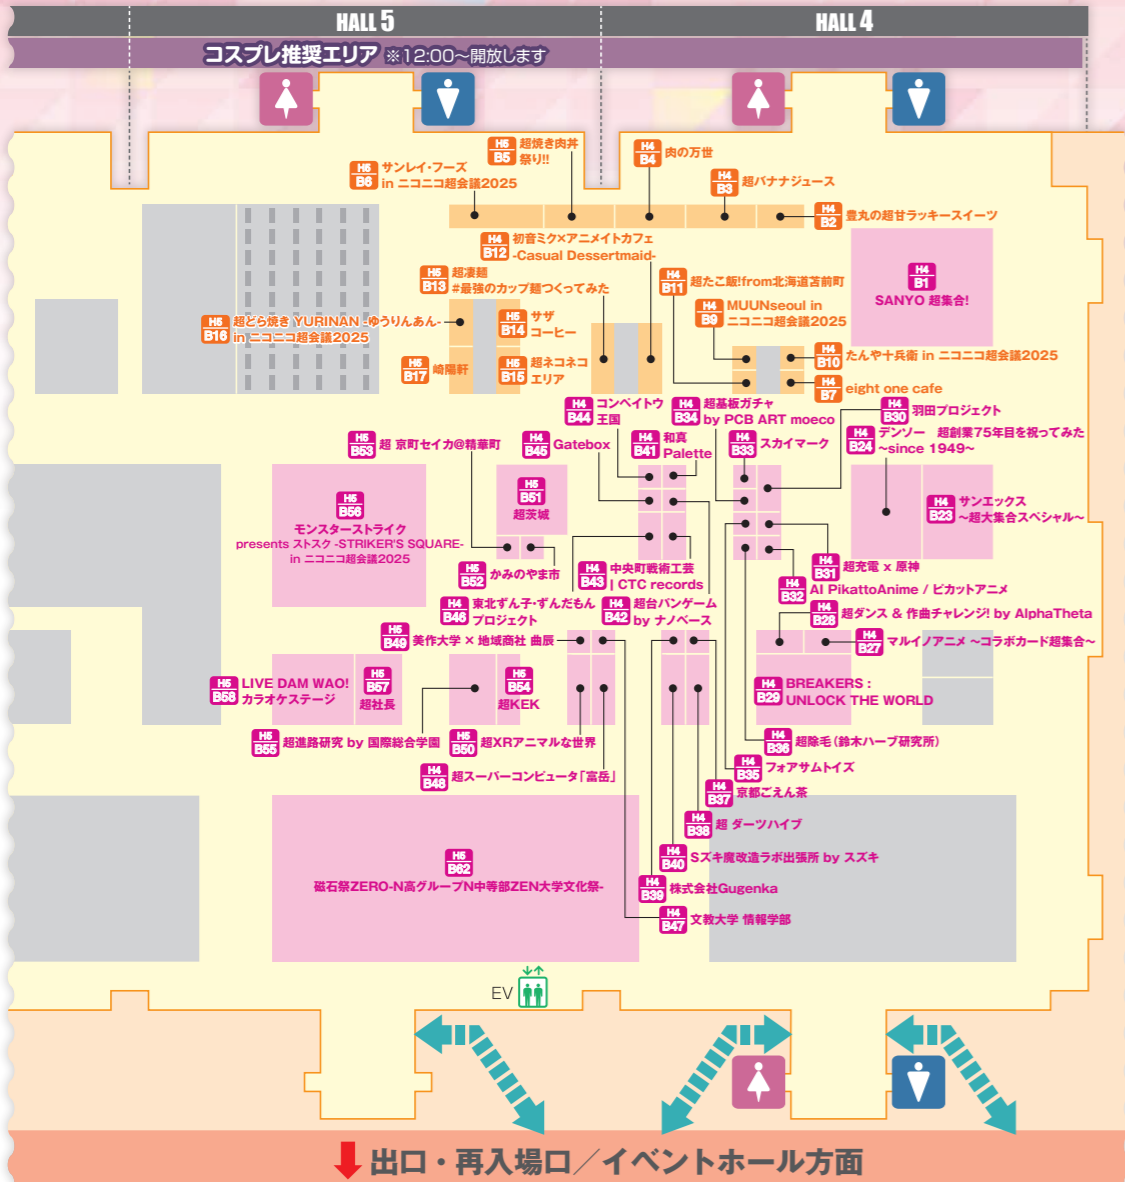 HALL 5
HALL 4
コスプレ推奨エリア ※12:00〜開放します
H5
B5
超焼き肉丼
祭り!!
H4
B4
肉の万世
H5
B6
サンレイ・フーズ
in ニコニコ超会議2025
H4
B3
超バナナジュース
H4
B2
豊丸の超甘ラッキースイーツ
H4
B12
初音ミク×アニメイトカフェ
-Casual Dessertmaid-
H4
B1
SANYO 超集合!
H5
B13
超凄麺
#最強のカップ麺つくってみた
H4
B11
超たこ飯!from北海道苫前町
H4
B9
MUUNseoul in
ニコニコ超会議2025
H5
B16
超どら焼き YURINAN -ゆうりんあん-
in ニコニコ超会議2025
H5
B14
サザ
コーヒー
H4
B10
たんや十兵衛 in ニコニコ超会議2025
H5
B17
崎陽軒
H5
B15
超ネコネコ
エリア
H4
B7
eight one cafe
H4
B44
コンペイトウ
王国
H4
B34
超基板ガチャ
by PCB ART moeco
H4
B30
羽田プロジェクト
H5
B53
超 京町セイカ@精華町
H4
B45
Gatebox
H4
B41
和真
Palette
H4
B33
スカイマーク
H4
B24
デンソー 超創業75年目を祝ってみた
〜since 1949〜
H5
B51
超茨城
H5
B56
モンスターストライク
presents ストスク -STRIKER'S SQUARE-
in ニコニコ超会議2025
H4
B23
サンエックス
〜超大集合スペシャル〜
H5
B52
かみのやま市
H4
B43
中央町戦術工芸
| CTC records
H4
B31
超充電 x 原神
H4
B32
AI PikattoAnime / ピカットアニメ
H4
B46
東北ずん子・ずんだもん
プロジェクト
H4
B42
超台パンゲーム
by ナノベース
H4
B28
超ダンス & 作曲チャレンジ! by AlphaTheta
H5
B49
美作大学 × 地域商社 曲辰
H4
B27
マルイノアニメ 〜コラボカード超集合〜
H5
B58
LIVE DAM WAO!
カラオケステージ
H5
B57
超社長
H5
B54
超KEK
H4
B29
BREAKERS :
UNLOCK THE WORLD
H5
B55
超進路研究 by 国際総合学園
H5
B50
超XRアニマルな世界
H4
B36
超除毛(鈴木ハーブ研究所)
H4
B48
超スーパーコンピュータ「富岳」
H4
B35
フォアサムトイズ
H4
B37
京都ごえん茶
H4
B38
超 ダーツハイブ
H4
B40
Sズキ魔改造ラボ出張所 by スズキ
H5
B62
磁石祭ZERO-N高グループN中等部ZEN大学文化祭-
H4
B39
株式会社Gugenka
H4
B47
文教大学 情報学部
EV
出口・再入場口／イベントホール方面